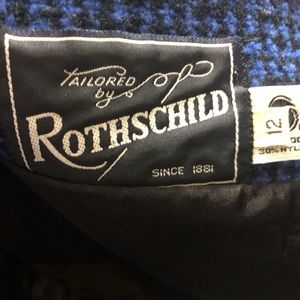 TAILORED
by
ROTHSCHILD
SINCE 1881
12